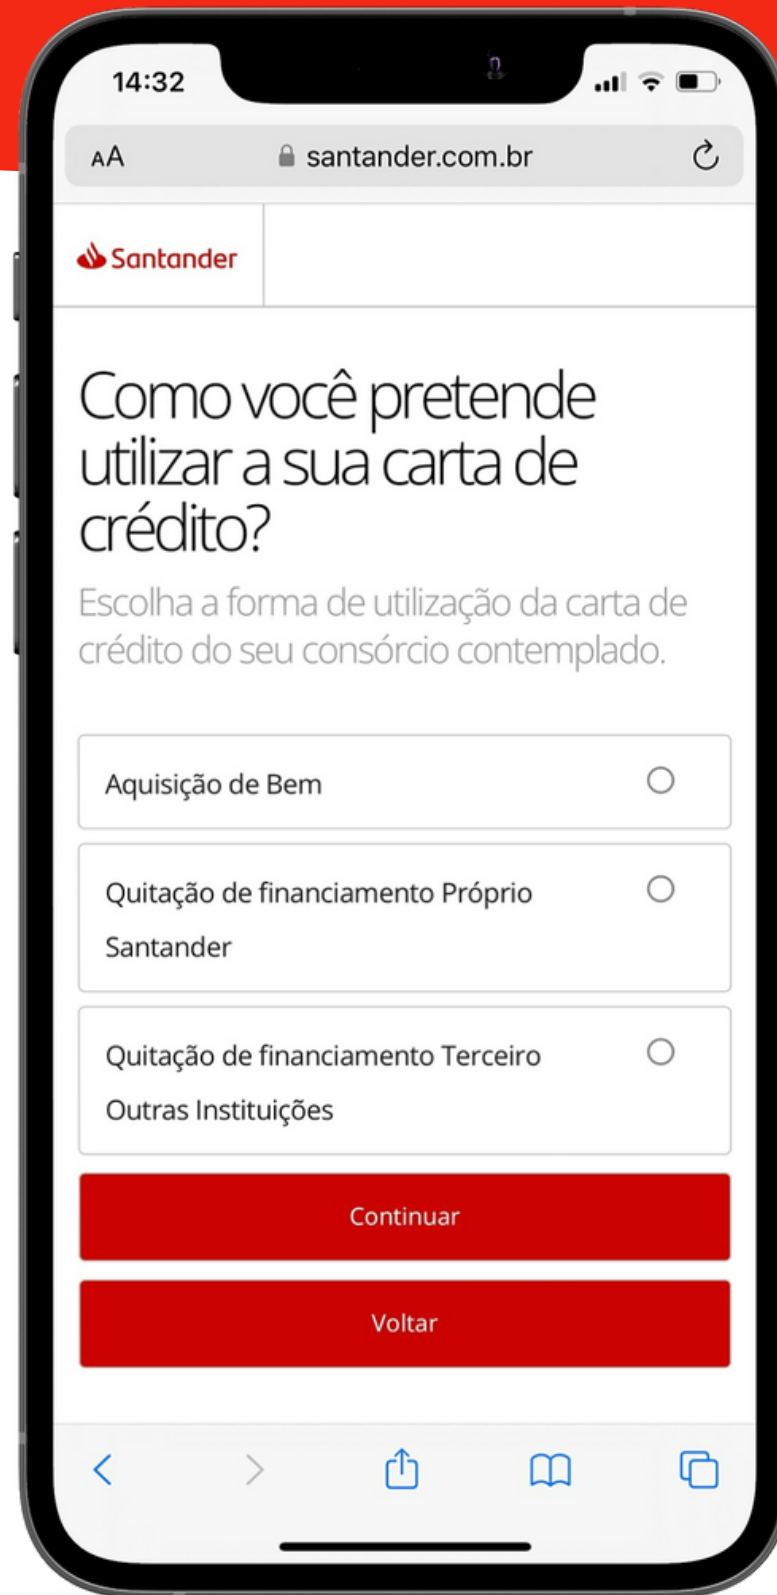 14:32
AA santander.com.br
Santander
Como você pretende
utilizar a sua carta de
crédito?
Escolha a forma de utilização da carta de
crédito do seu consórcio contemplado.
Aquisição de Bem
Quitação de financiamento Próprio
Santander
Quitação de financiamento Terceiro
Outras Instituições
Continuar
Voltar